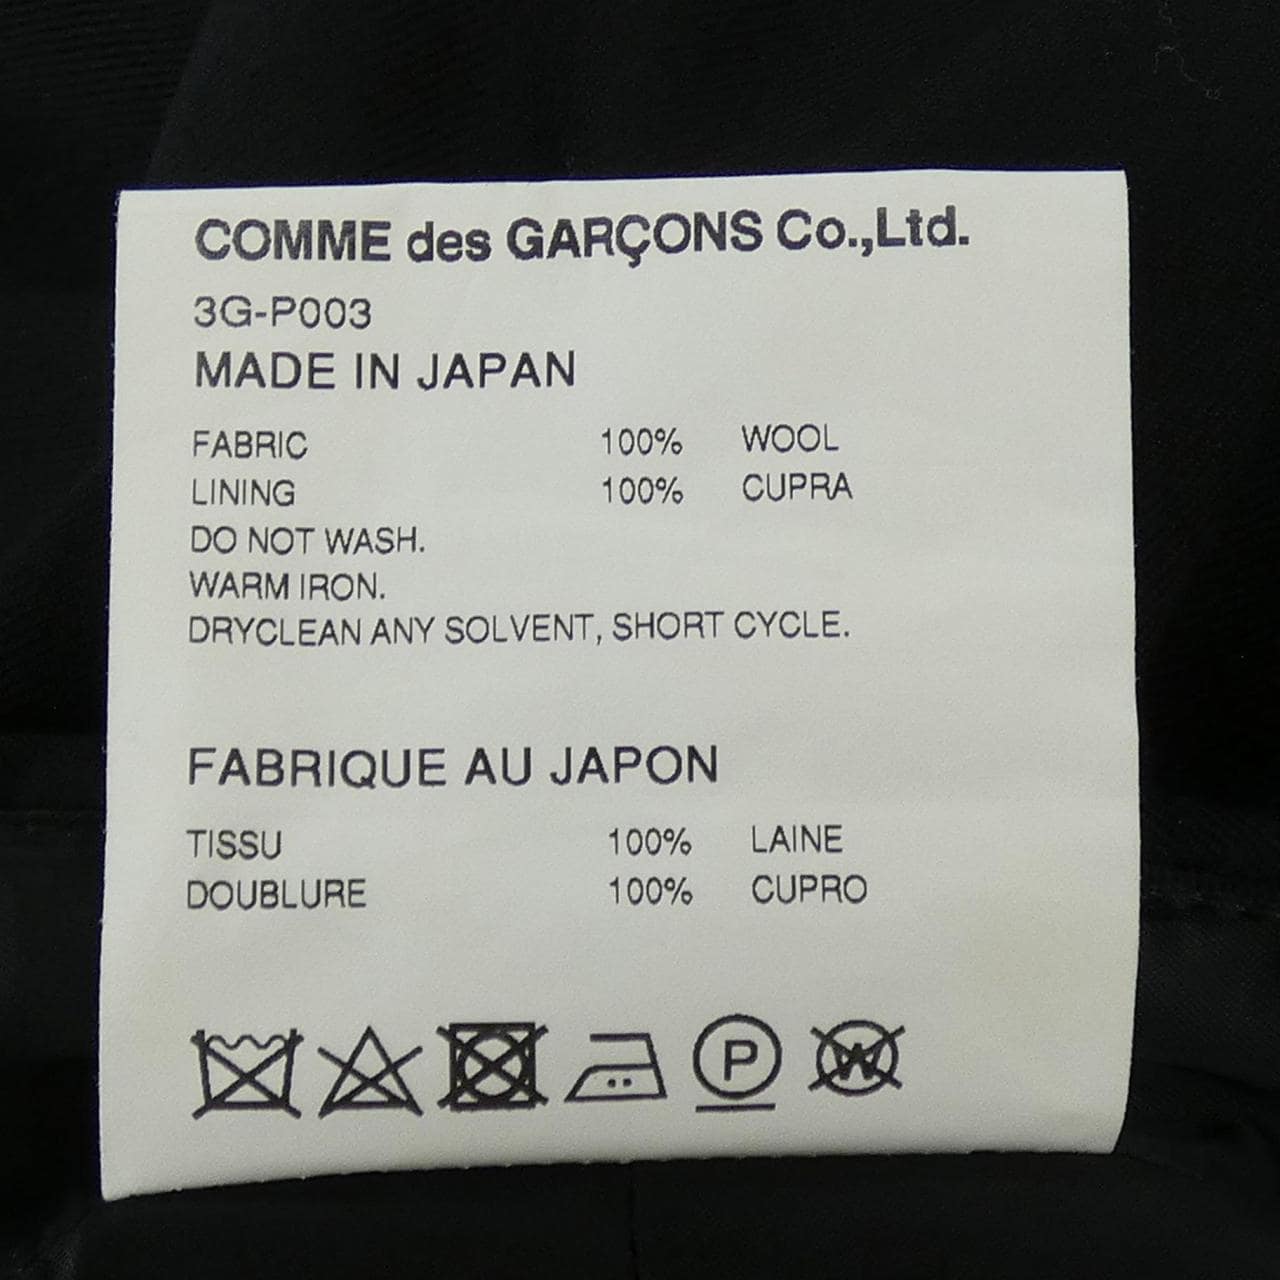 COMME des GARÇONS Co.,Ltd.
3G-P003
MADE IN JAPAN
FABRIC 100% WOOL
LINING 100% CUPRA
DO NOT WASH.
WARM IRON.
DRYCLEAN ANY SOLVENT, SHORT CYCLE.
FABRIQUE AU JAPON
TISSU 100% LAINE
DOUBLURE 100% CUPRO
P W